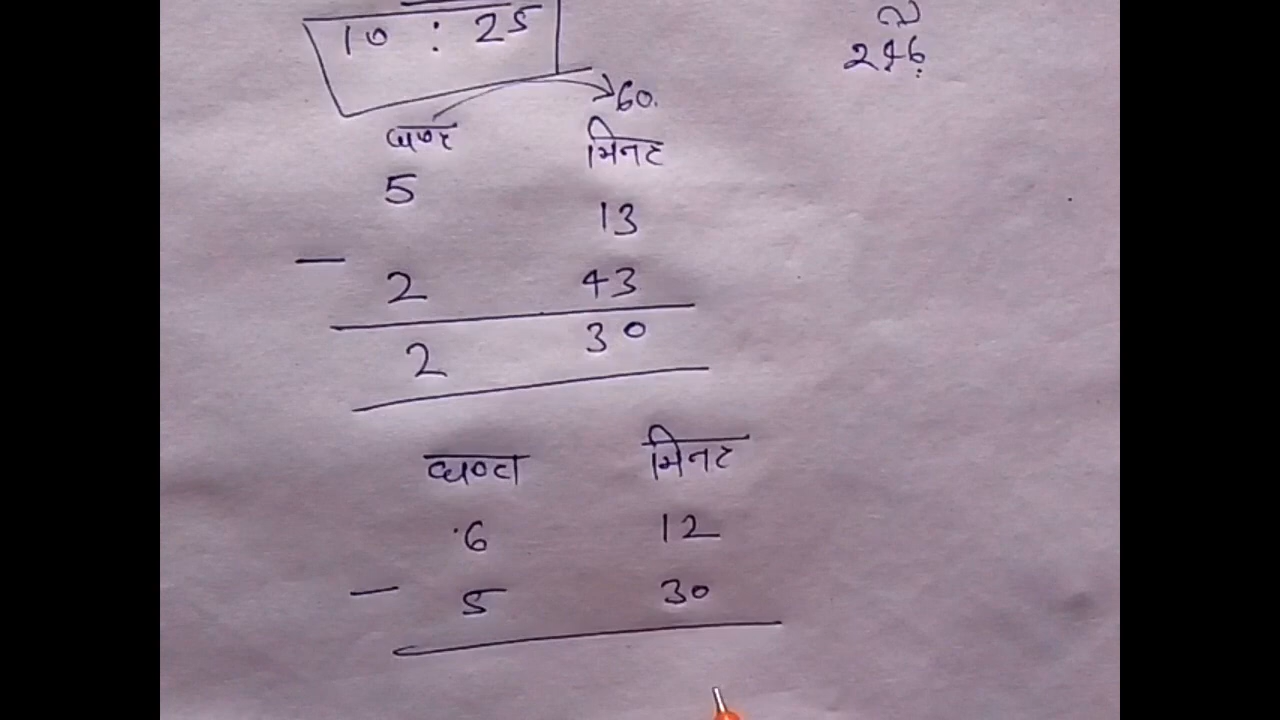 10 : 25
246
60.
घण्टा मिनट
5 13
- 2 43
2 30
घण्टा मिनट
6 12
- 5 30